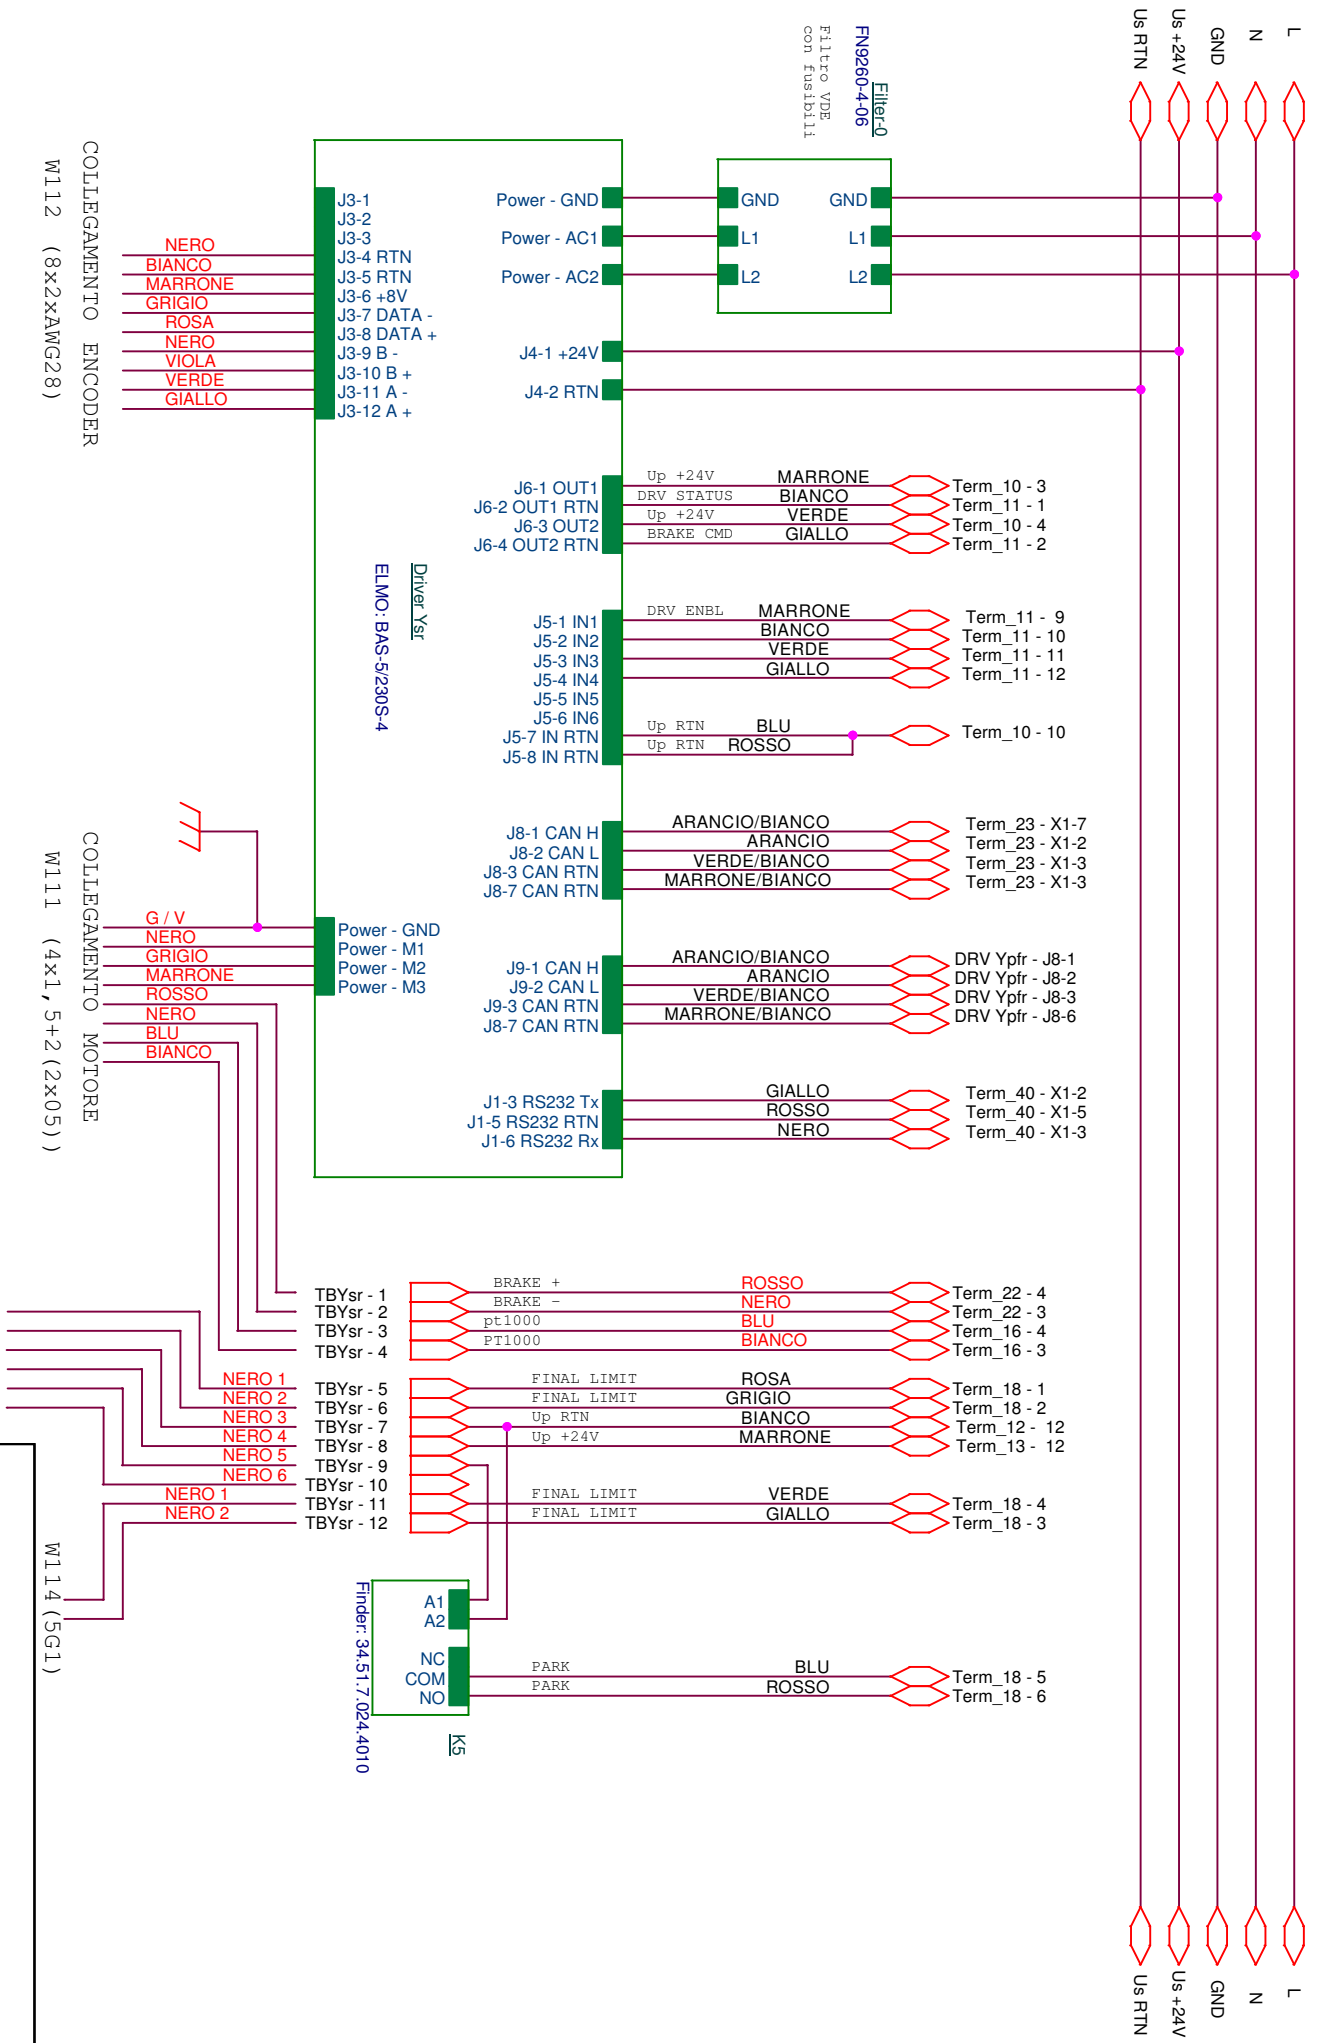 L
N
GND
Us +24V
Us RTN
Filter-0
FN9260-4-06
Filtro VDE
con fusibili
GND GND
L1 L1
L2 L2
Power - GND
Power - AC1
Power - AC2
J4-1 +24V
J4-2 RTN
J3-1
J3-2
J3-3
NERO J3-4 RTN
BIANCO J3-5 RTN
MARRONE J3-6 +8V
GRIGIO J3-7 DATA -
ROSA J3-8 DATA +
NERO J3-9 B -
VIOLA J3-10 B +
VERDE J3-11 A -
GIALLO J3-12 A +
COLLEGAMENTO ENCODER
W112 (8x2xAWG28)
J6-1 OUT1 Up +24V MARRONE Term_10 - 3
J6-2 OUT1 RTN DRV STATUS BIANCO Term_11 - 1
J6-3 OUT2 Up +24V VERDE Term_10 - 4
J6-4 OUT2 RTN BRAKE CMD GIALLO Term_11 - 2
Driver Ysr
ELMO: BAS-5/230S-4
J5-1 IN1 DRV ENBL MARRONE Term_11 - 9
J5-2 IN2 BIANCO Term_11 - 10
J5-3 IN3 VERDE Term_11 - 11
J5-4 IN4 GIALLO Term_11 - 12
J5-5 IN5
J5-6 IN6
J5-7 IN RTN Up RTN BLU Term_10 - 10
J5-8 IN RTN Up RTN ROSSO
J8-1 CAN H ARANCIO/BIANCO Term_23 - X1-7
J8-2 CAN L ARANCIO Term_23 - X1-2
J8-3 CAN RTN VERDE/BIANCO Term_23 - X1-3
J8-7 CAN RTN MARRONE/BIANCO Term_23 - X1-3
G / V Power - GND
NERO Power - M1
GRIGIO Power - M2
MARRONE Power - M3
ROSSO
NERO
BLU
BIANCO
COLLEGAMENTO MOTORE
W111 (4x1,5+2(2x05))
J9-1 CAN H ARANCIO/BIANCO DRV Ypfr - J8-1
J9-2 CAN L ARANCIO DRV Ypfr - J8-2
J9-3 CAN RTN VERDE/BIANCO DRV Ypfr - J8-3
J8-7 CAN RTN MARRONE/BIANCO DRV Ypfr - J8-6
J1-3 RS232 Tx GIALLO Term_40 - X1-2
J1-5 RS232 RTN ROSSO Term_40 - X1-5
J1-6 RS232 Rx NERO Term_40 - X1-3
TBYsr - 1 BRAKE + ROSSO Term_22 - 4
TBYsr - 2 BRAKE - NERO Term_22 - 3
TBYsr - 3 pt1000 BLU Term_16 - 4
TBYsr - 4 PT1000 BIANCO Term_16 - 3
NERO 1 TBYsr - 5 FINAL LIMIT ROSA Term_18 - 1
NERO 2 TBYsr - 6 FINAL LIMIT GRIGIO Term_18 - 2
NERO 3 TBYsr - 7 Up RTN BIANCO Term_12 - 12
NERO 4 TBYsr - 8 Up +24V MARRONE Term_13 - 12
NERO 5 TBYsr - 9
NERO 6 TBYsr - 10
NERO 1 TBYsr - 11 FINAL LIMIT VERDE Term_18 - 4
NERO 2 TBYsr - 12 FINAL LIMIT GIALLO Term_18 - 3
W114(5G1)
A1
A2
NC
COM PARK BLU Term_18 - 5
NO PARK ROSSO Term_18 - 6
K5
Finder: 34.51.7.024.4010
L
N
GND
Us +24V
Us RTN